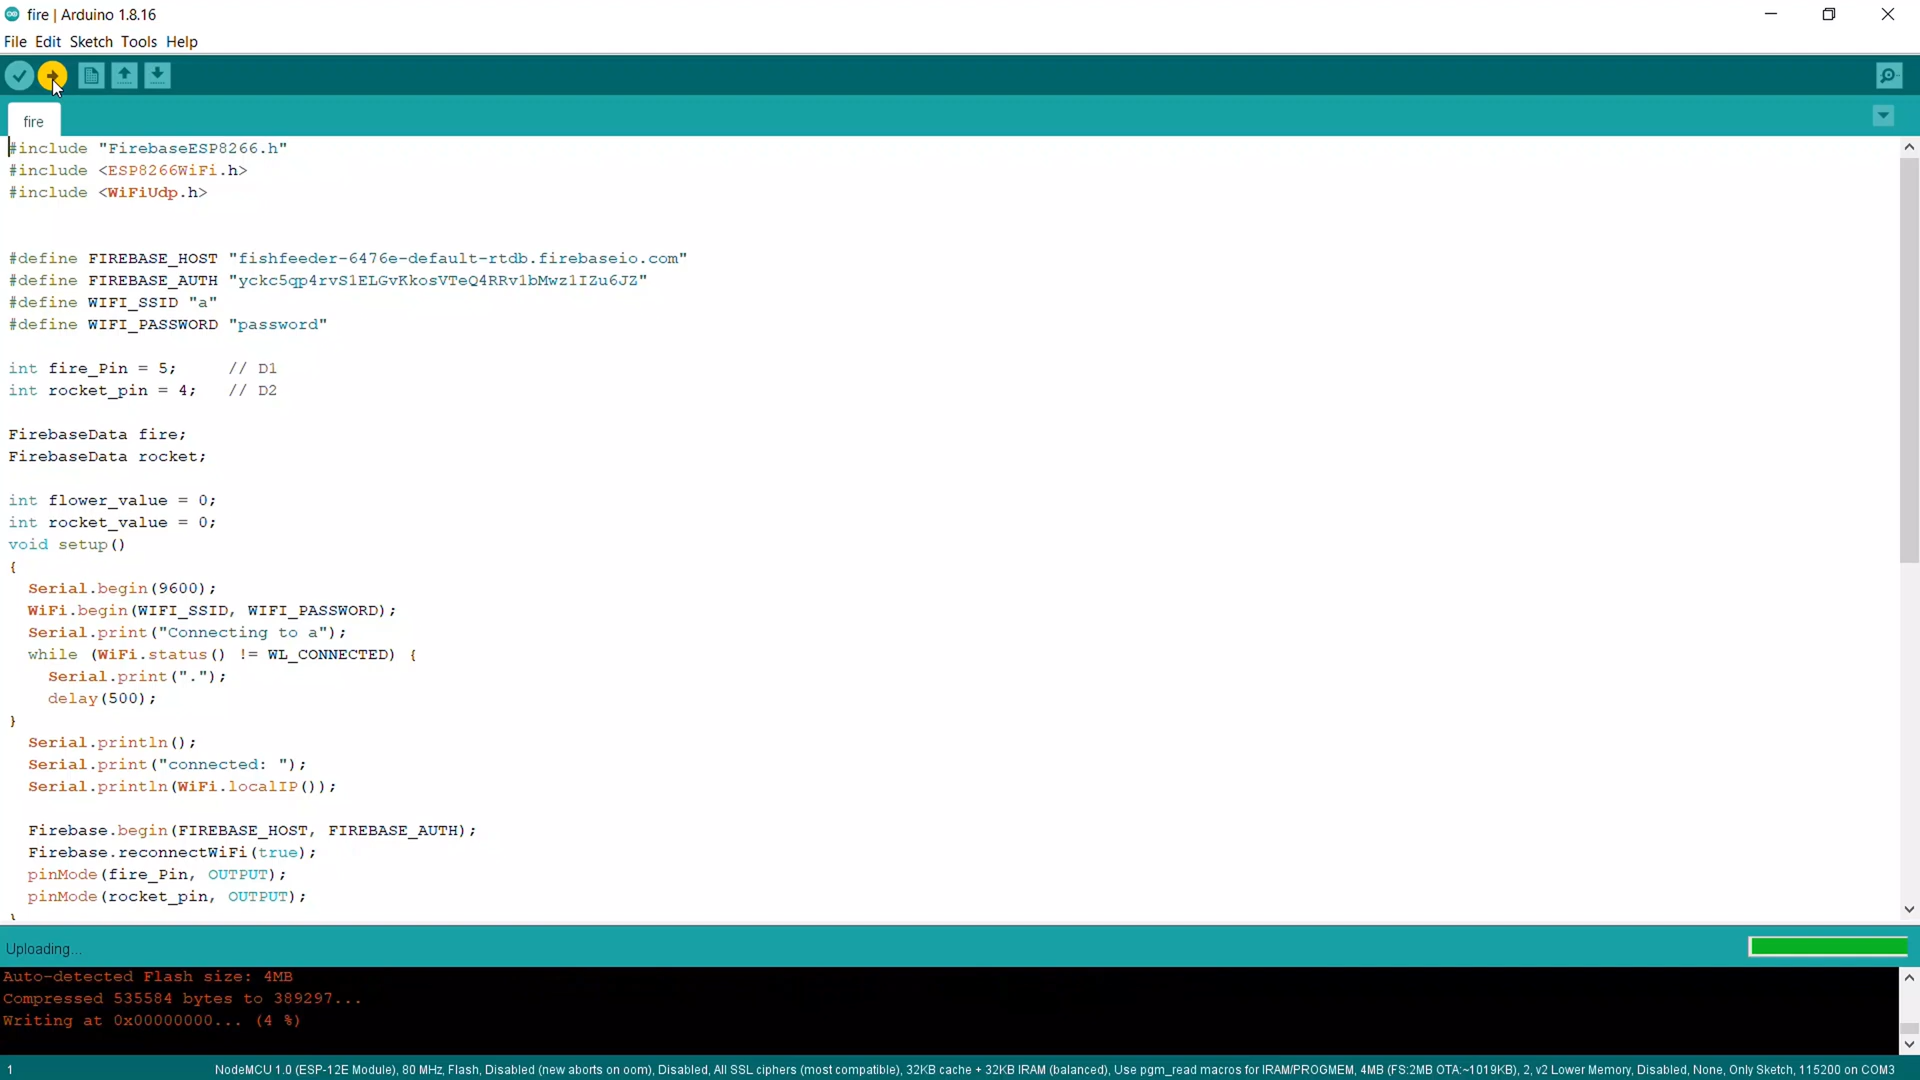 fire | Arduino 1.8.16
File Edit Sketch Tools Help
fire
#include "FirebaseESP8266.h"
#include <ESP8266WiFi.h>
#include <WiFiUdp.h>
#define FIREBASE_HOST "fishfeeder-6476e-default-rtdb.firebaseio.com"
#define FIREBASE_AUTH "yckc5qp4rvS1ELGvKkosVTeQ4RRv1bMwz1IZu6JZ"
#define WIFI_SSID "a"
#define WIFI_PASSWORD "password"
int fire_Pin = 5;     // D1
int rocket_pin = 4;   // D2
FirebaseData fire;
FirebaseData rocket;
int flower_value = 0;
int rocket_value = 0;
void setup()
{
  Serial.begin(9600);
  WiFi.begin(WIFI_SSID, WIFI_PASSWORD);
  Serial.print("Connecting to a");
  while (WiFi.status() != WL_CONNECTED) {
    Serial.print(".");
    delay(500);
}
  Serial.println();
  Serial.print("connected: ");
  Serial.println(WiFi.localIP());
  Firebase.begin(FIREBASE_HOST, FIREBASE_AUTH);
  Firebase.reconnectWiFi(true);
  pinMode(fire_Pin, OUTPUT);
  pinMode(rocket_pin, OUTPUT);
}
Uploading...
Auto-detected Flash size: 4MB
Compressed 535584 bytes to 389297...
Writing at 0x00000000... (4 %)
1 NodeMCU 1.0 (ESP-12E Module), 80 MHz, Flash, Disabled (new aborts on oom), Disabled, All SSL ciphers (most compatible), 32KB cache + 32KB IRAM (balanced), Use pgm_read macros for IRAM/PROGMEM, 4MB (FS:2MB OTA:~1019KB), 2, v2 Lower Memory, Disabled, None, Only Sketch, 115200 on COM3